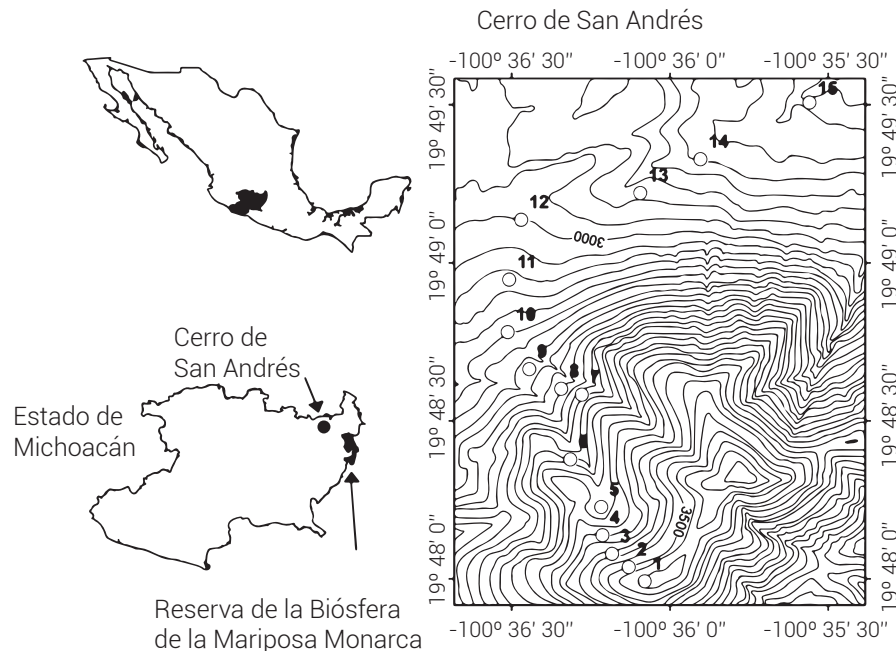 Cerro de San Andrés
-100º 36' 30"
-100º 36' 0"
-100º 35' 30"
19º 49' 30"
19º 49' 0"
19º 48' 30"
19º 48' 0"
19º 49' 30"
19º 49' 0"
19º 48' 30"
19º 48' 0"
15
14
13
12
3000
11
10
9
8
7
5
4
3
2
1
3500
-100º 36' 30"
-100º 36' 0"
-100º 35' 30"
Cerro de
San Andrés
Estado de
Michoacán
Reserva de la Biósfera
de la Mariposa Monarca